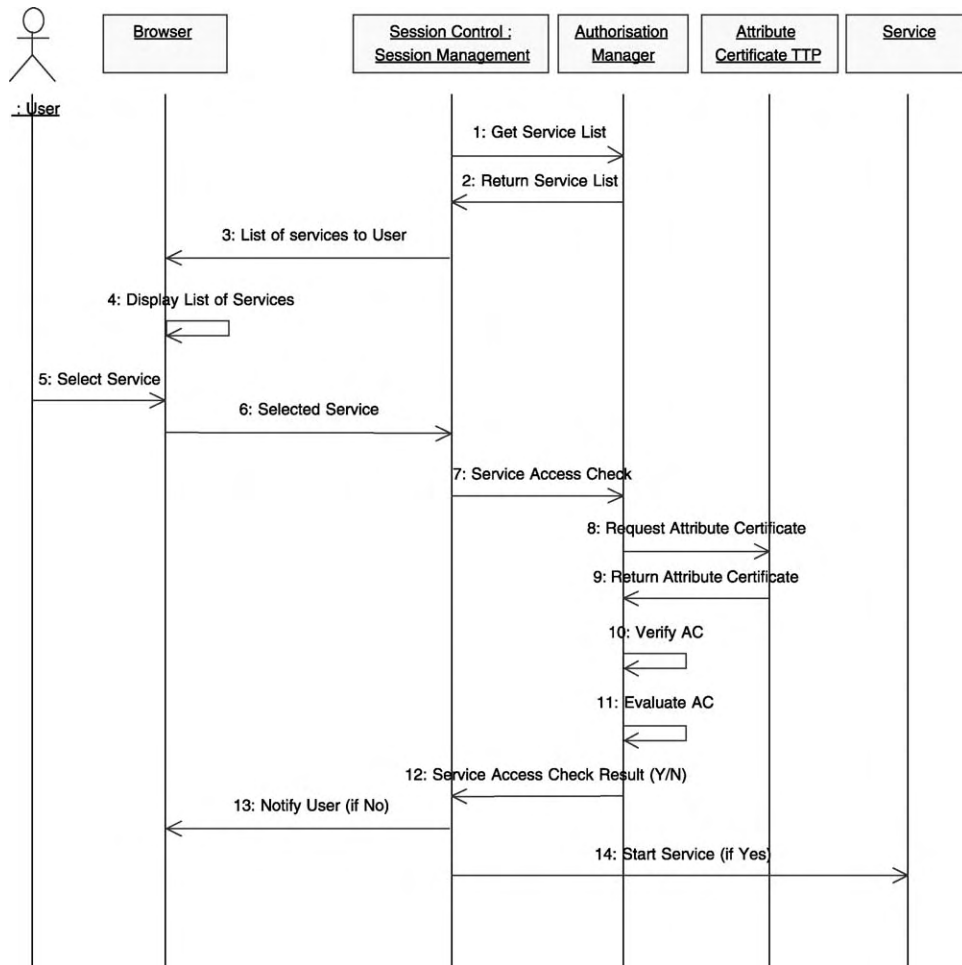 Browser
Session Control :
Session Management
Authorisation
Manager
Attribute
Certificate TTP
Service
: User
1: Get Service List
2: Return Service List
3: List of services to User
4: Display List of Services
5: Select Service
6: Selected Service
7: Service Access Check
8: Request Attribute Certificate
9: Return Attribute Certificate
10: Verify AC
11: Evaluate AC
12: Service Access Check Result (Y/N)
13: Notify User (if No)
14: Start Service (if Yes)